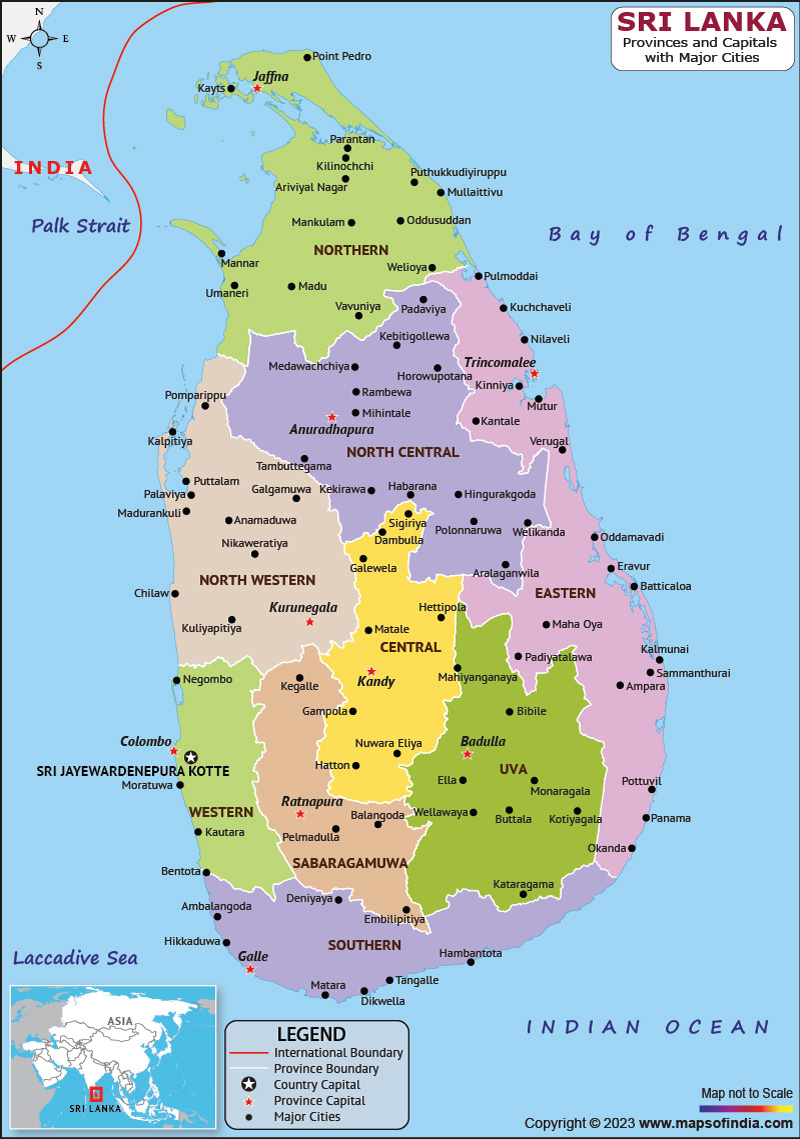 N
W
E
S
SRI LANKA
Provinces and Capitals
with Major Cities
Point Pedro
Jaffna
Kayts
INDIA
Palk Strait
Parantan
Kilinochchi
Ariviyal Nagar
Puthukkudiyiruppu
Mullaittivu
Mankulam
Oddusuddan
Bay of Bengal
NORTHERN
Mannar
Welioya
Pulmoddai
Umaneri
Madu
Padaviya
Kuchchaveli
Vavuniya
Kebitigollewa
Nilaveli
Medawachchiya
Horowupotana
Trincomalee
Kinniya
Pomparippu
Rambewa
Mutur
Mihintale
Kantale
Anuradhapura
Kalpitiya
Verugal
NORTH CENTRAL
Tambuttegama
Puttalam
Galgamuwa
Kekirawa
Habarana
Hingurakgoda
Palaviya
Madurankuli
Anamaduwa
Sigiriya
Polonnaruwa
Welikanda
Dambulla
Oddamavadi
Nikaweratiya
Galewela
Aralaganwila
Eravur
NORTH WESTERN
Batticaloa
Chilaw
EASTERN
Kurunegala
Hettipola
Kuliyapitiya
Matale
Maha Oya
CENTRAL
Kalmunai
Padiyatalawa
Negombo
Kegalle
Kandy
Mahiyanganaya
Sammanthurai
Ampara
Gampola
Bibile
Colombo
Nuwara Eliya
Badulla
SRI JAYEWARDENEPURA KOTTE
Hatton
UVA
Moratuwa
Ella
Monaragala
Pottuvil
Ratnapura
WESTERN
Balangoda
Wellawaya
Buttala
Kotiyagala
Panama
Kautara
Pelmadulla
Okanda
SABARAGAMUWA
Bentota
Kataragama
Deniyaya
Ambalangoda
Embilipitiya
Hikkaduwa
SOUTHERN
Galle
Hambantota
Laccadive Sea
Tangalle
Matara
Dikwella
INDIAN OCEAN
ASIA
SRI LANKA
LEGEND
International Boundary
Province Boundary
Country Capital
Province Capital
Major Cities
Map not to Scale
Copyright © 2023 www.mapsofindia.com